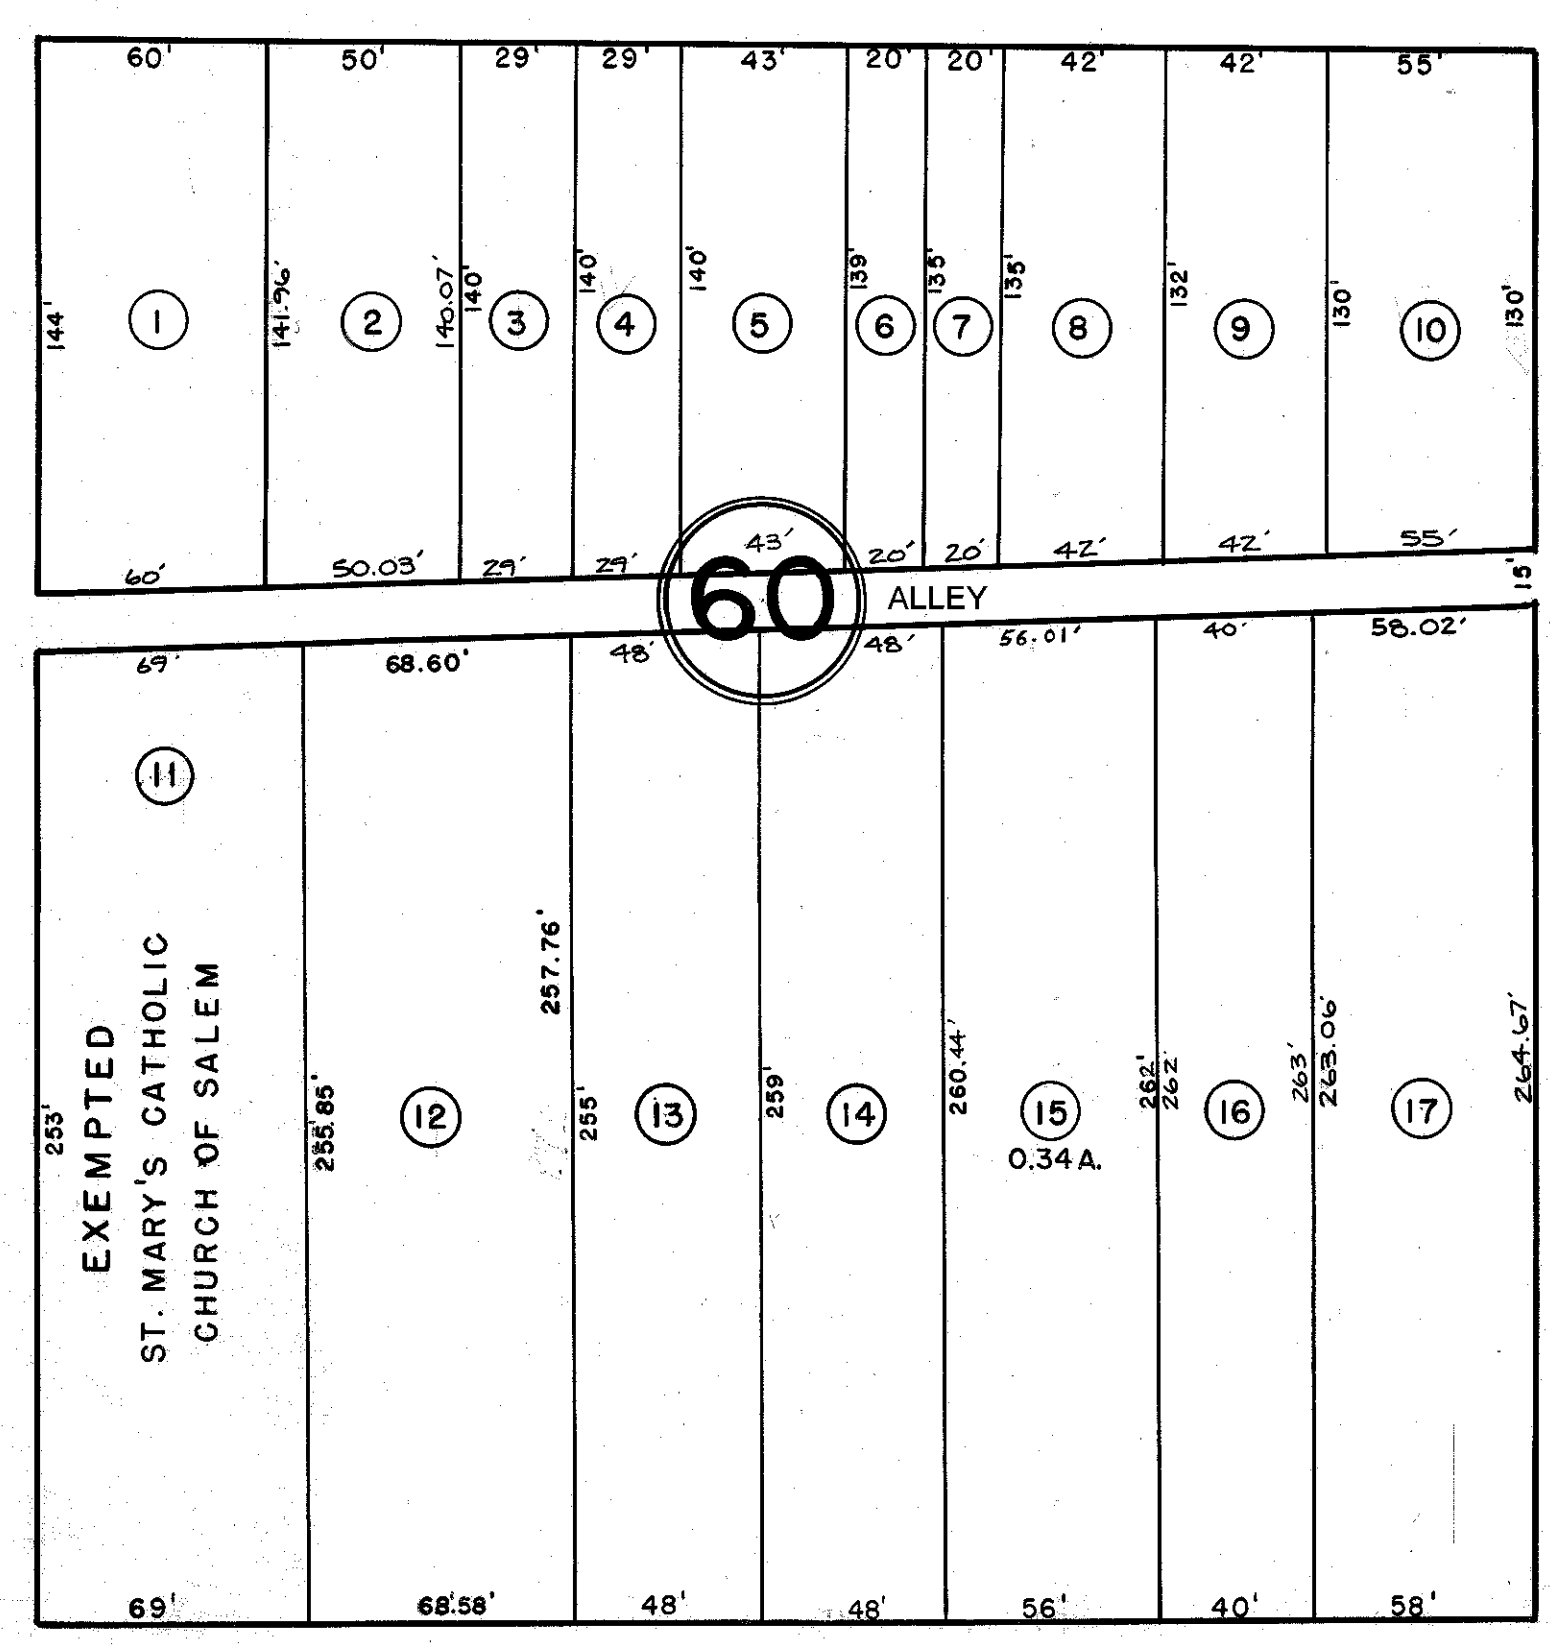 60' 50' 29' 29' 43' 20' 20' 42' 42' 55'
144' 141.96' 140.07' 140' 140' 140' 139' 135' 135' 132' 130' 130'
1 2 3 4 5 6 7 8 9 10
60' 50.03' 29' 29' 43' 20' 20' 42' 42' 55'
60 ALLEY 15'
69' 68.60' 48' 48' 56.01' 40' 58.02'
11
EXEMPTED
ST. MARY'S CATHOLIC
CHURCH OF SALEM
253' 255.85' 257.76' 255' 259' 260.44' 262' 262' 263' 263.06' 264.67'
12 13 14 15 16 17
0.34 A.
69' 68.58' 48' 48' 56' 40' 58'